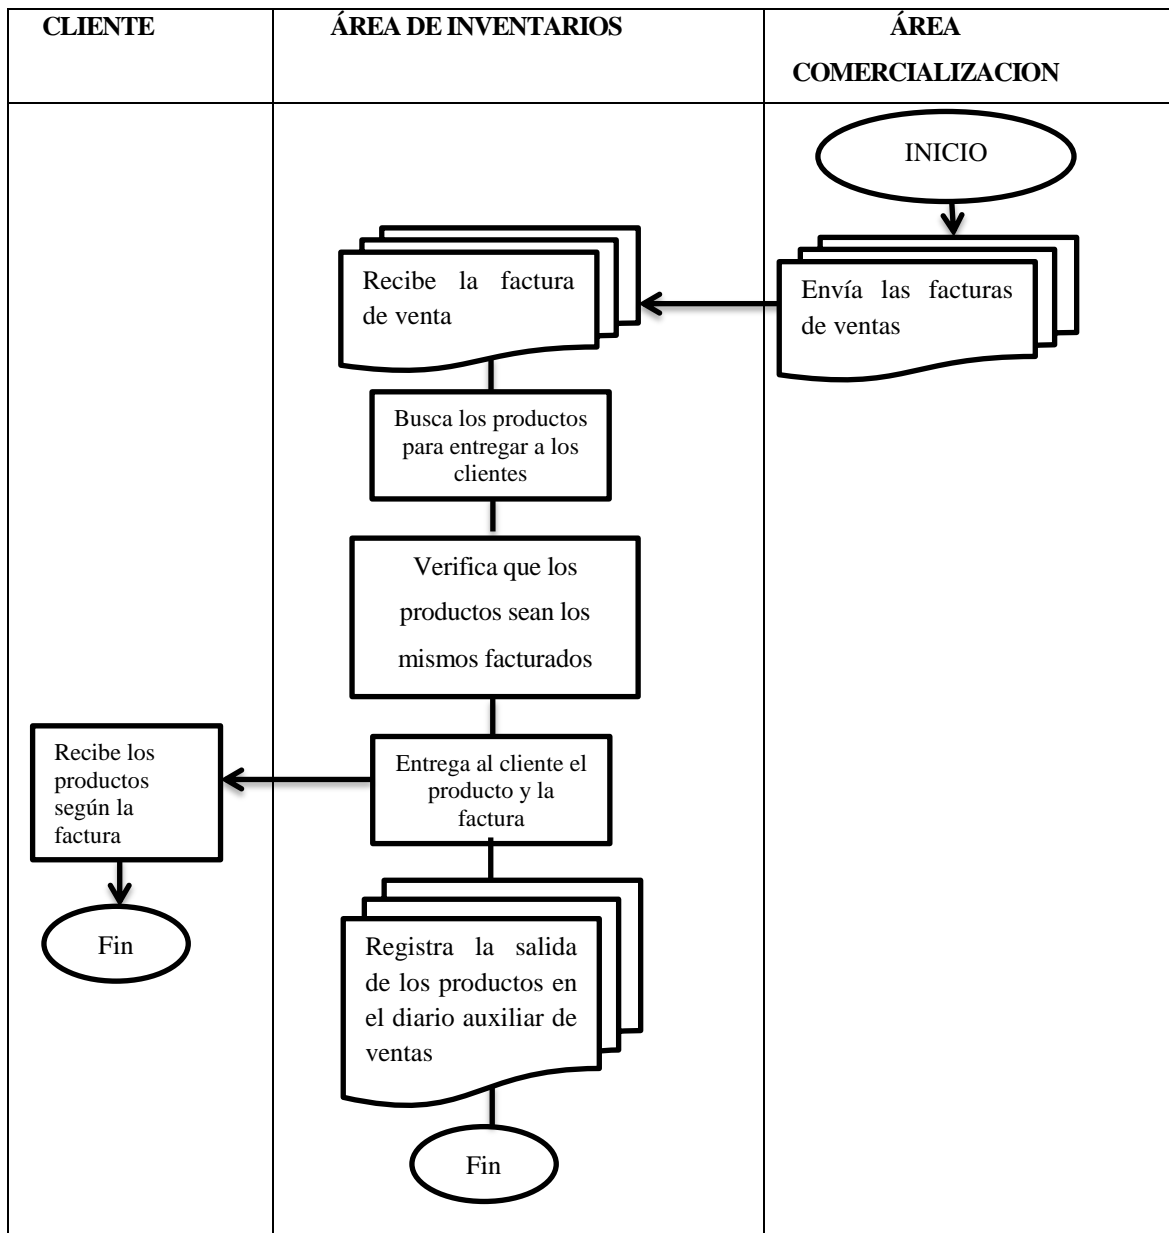 CLIENTE
ÁREA DE INVENTARIOS
ÁREA
COMERCIALIZACION
INICIO
Envía las facturas
de ventas
Recibe la factura
de venta
Busca los productos
para entregar a los
clientes
Verifica que los
productos sean los
mismos facturados
Entrega al cliente el
producto y la
factura
Recibe los
productos
según la
factura
Fin
Registra la salida
de los productos en
el diario auxiliar de
ventas
Fin